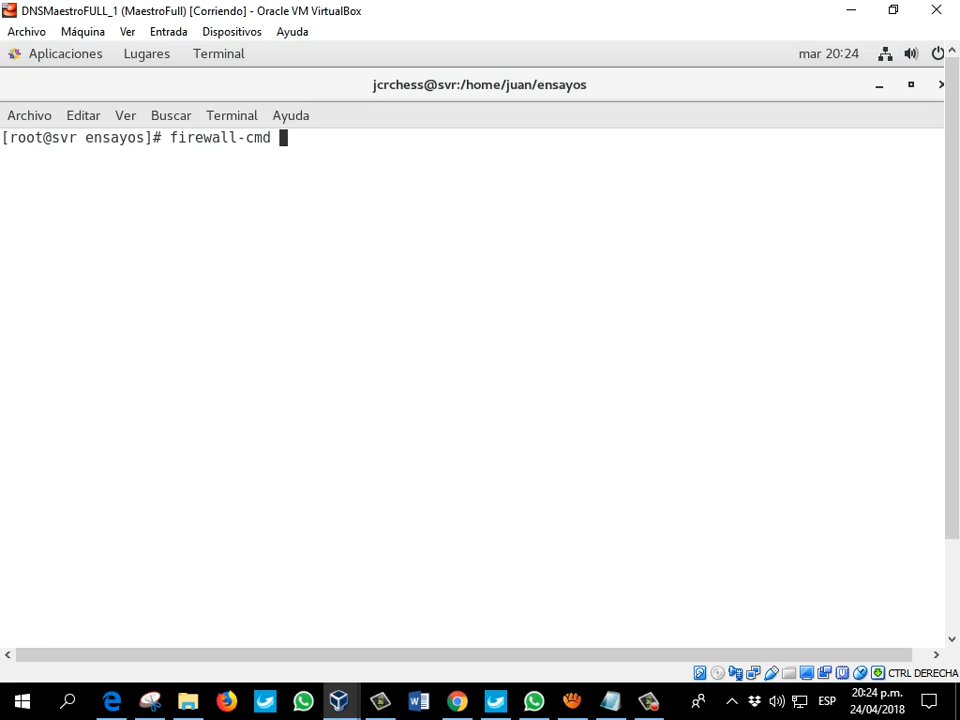 DNSMaestroFULL_1 (MaestroFull) [Corriendo] - Oracle VM VirtualBox
Archivo Máquina Ver Entrada Dispositivos Ayuda
Aplicaciones Lugares Terminal mar 20:24
jcrchess@svr:/home/juan/ensayos
Archivo Editar Ver Buscar Terminal Ayuda
[root@svr ensayos]# firewall-cmd
CTRL DERECHA
ESP
20:24 p.m.
24/04/2018